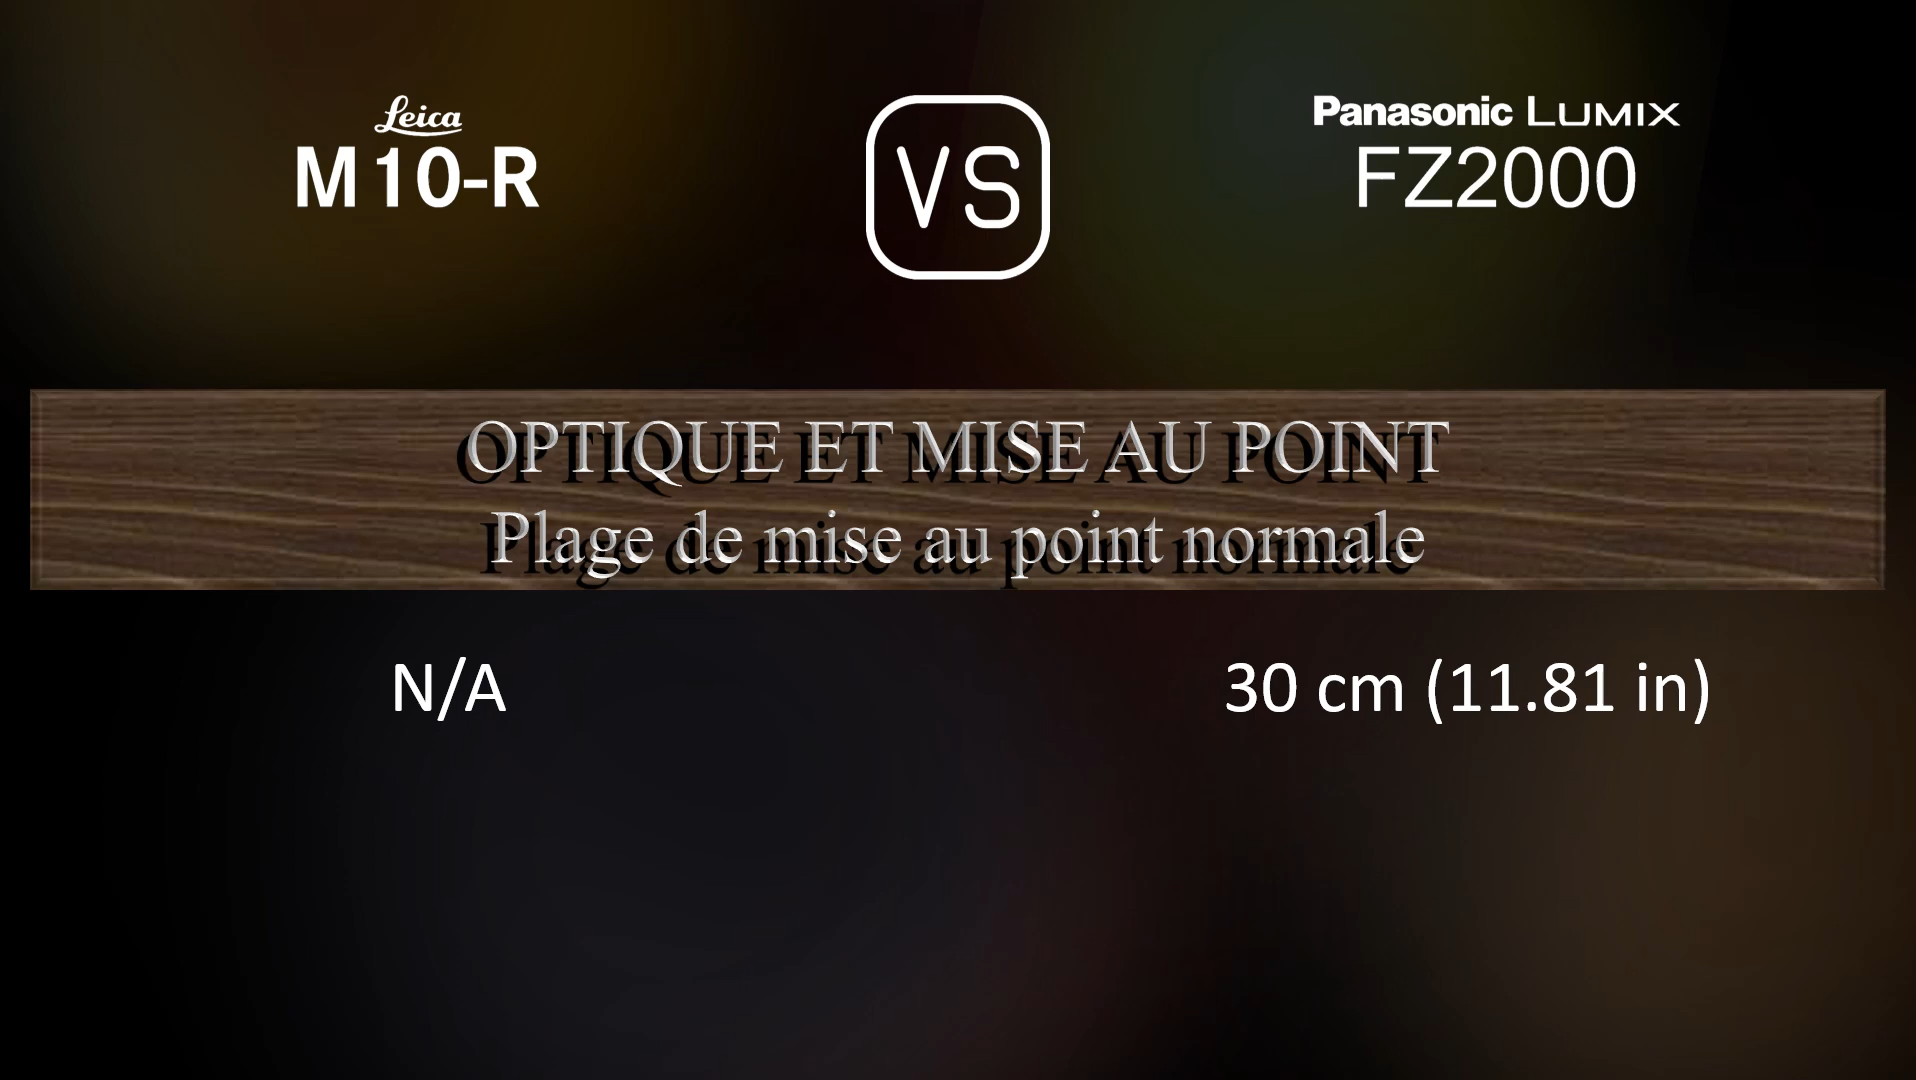 Leica
M10-R
VS
Panasonic LUMIX
FZ2000
OPTIQUE ET MISE AU POINT
Plage de mise au point normale
N/A
30 cm (11.81 in)